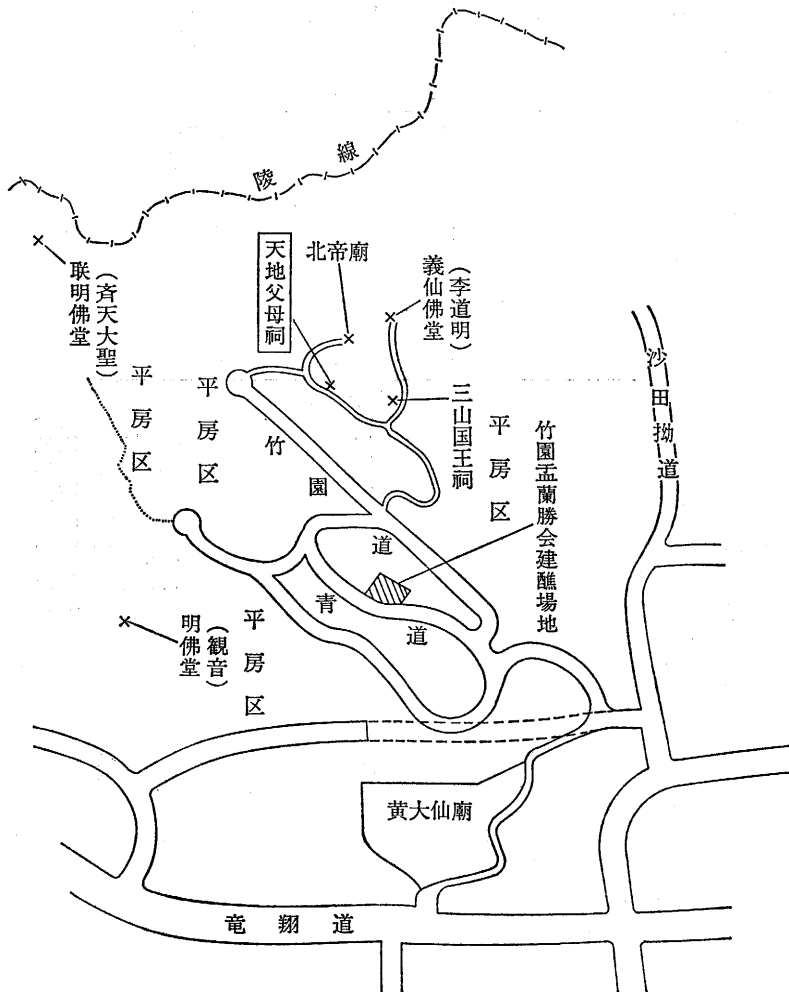 陵線
天地父母祠
北帝廟
(李道明)
義仙佛堂
(斉天大聖)
联明佛堂
平房区
平房区
三山国王祠
平房区
竹園盂蘭勝会建醮場地
沙田拗道
竹園道
青道
(観音)
明佛堂
平房区
黄大仙廟
竜翔道